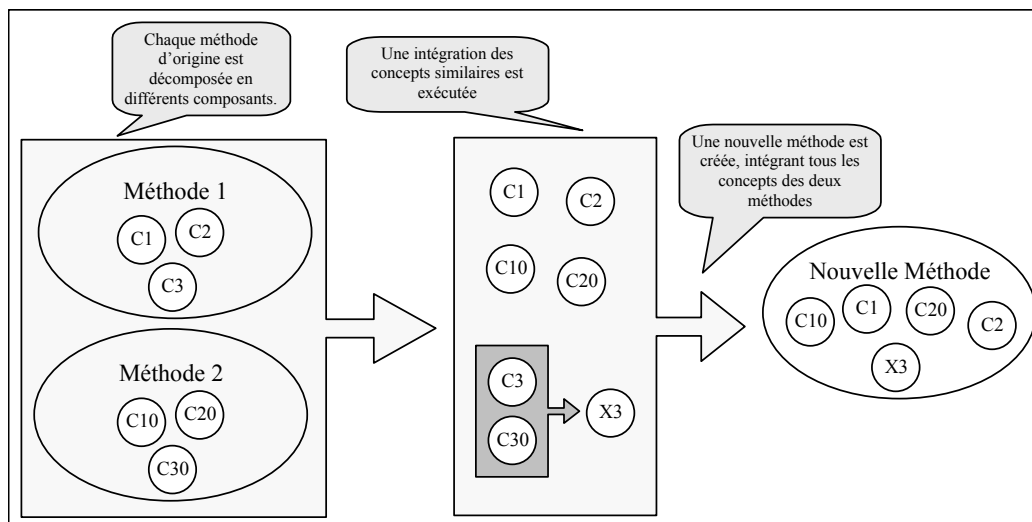 Chaque méthode
d'origine est
décomposée en
différents composants.
Une intégration des
concepts similaires est
exécutée
Une nouvelle méthode est
créée, intégrant tous les
concepts des deux
méthodes
Méthode 1
C1
C2
C3
Méthode 2
C10
C20
C30
C1
C2
C10
C20
C3
C30
X3
Nouvelle Méthode
C10
C1
C20
C2
X3